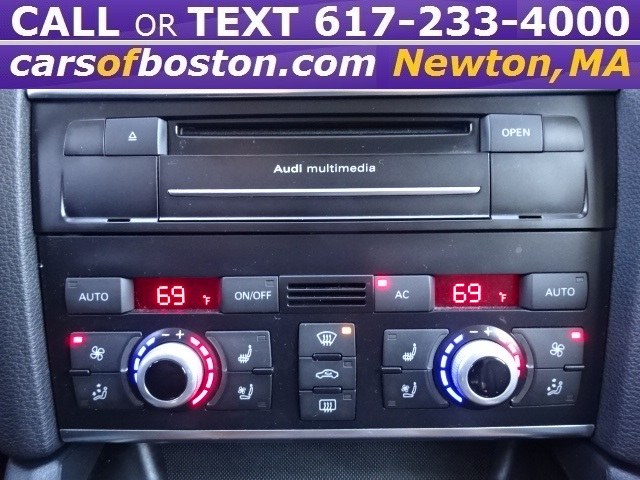 CALL OR TEXT 617-233-4000
carsofboston.com Newton, MA
OPEN
Audi multimedia
AUTO 69 °F ON/OFF AC 69 °F AUTO
- + - +